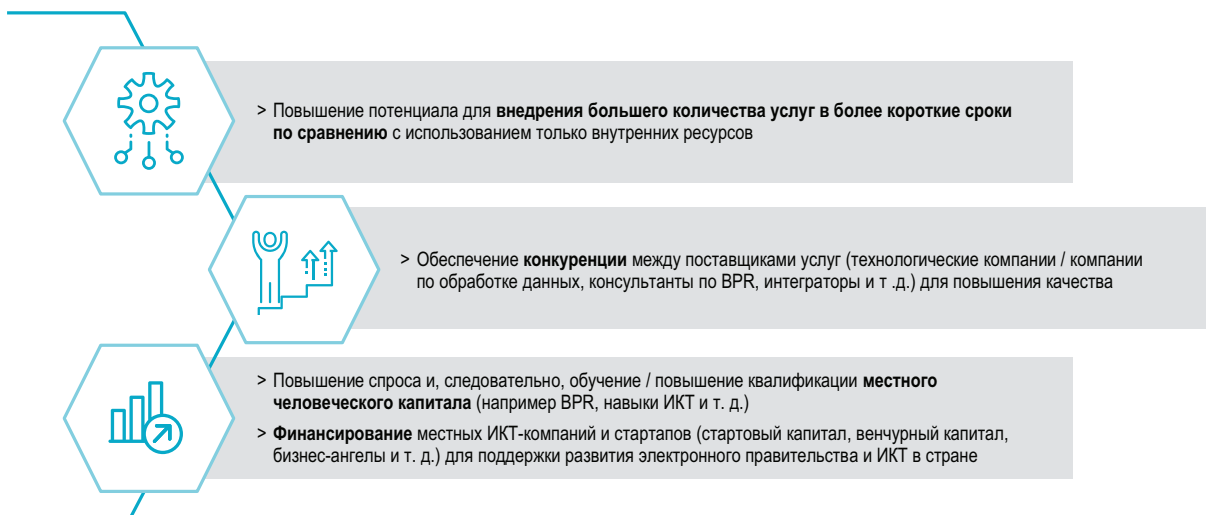 > Повышение потенциала для внедрения большего количества услуг в более короткие сроки
по сравнению с использованием только внутренних ресурсов
> Обеспечение конкуренции между поставщиками услуг (технологические компании / компании
по обработке данных, консультанты по BPR, интеграторы и т .д.) для повышения качества
> Повышение спроса и, следовательно, обучение / повышение квалификации местного
человеческого капитала (например BPR, навыки ИКТ и т. д.)
> Финансирование местных ИКТ-компаний и стартапов (стартовый капитал, венчурный капитал,
бизнес-ангелы и т. д.) для поддержки развития электронного правительства и ИКТ в стране